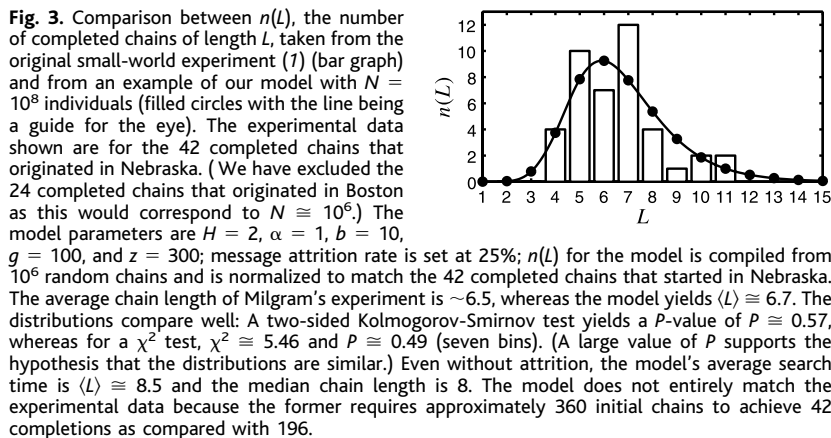 Fig. 3. Comparison between n(L), the number
of completed chains of length L, taken from the
original small-world experiment (1) (bar graph)
and from an example of our model with N =
10⁸ individuals (filled circles with the line being
a guide for the eye). The experimental data
shown are for the 42 completed chains that
originated in Nebraska. (We have excluded the
24 completed chains that originated in Boston
as this would correspond to N ≅ 10⁶.) The
model parameters are H = 2, α = 1, b = 10,
g = 100, and z = 300; message attrition rate is set at 25%; n(L) for the model is compiled from
10⁶ random chains and is normalized to match the 42 completed chains that started in Nebraska.
The average chain length of Milgram's experiment is ~6.5, whereas the model yields ⟨L⟩ ≅ 6.7. The
distributions compare well: A two-sided Kolmogorov-Smirnov test yields a P-value of P ≅ 0.57,
whereas for a χ² test, χ² ≅ 5.46 and P ≅ 0.49 (seven bins). (A large value of P supports the
hypothesis that the distributions are similar.) Even without attrition, the model's average search
time is ⟨L⟩ ≅ 8.5 and the median chain length is 8. The model does not entirely match the
experimental data because the former requires approximately 360 initial chains to achieve 42
completions as compared with 196.
n(L)
12
10
8
6
4
2
0
1 2 3 4 5 6 7 8 9 10 11 12 13 14 15
L